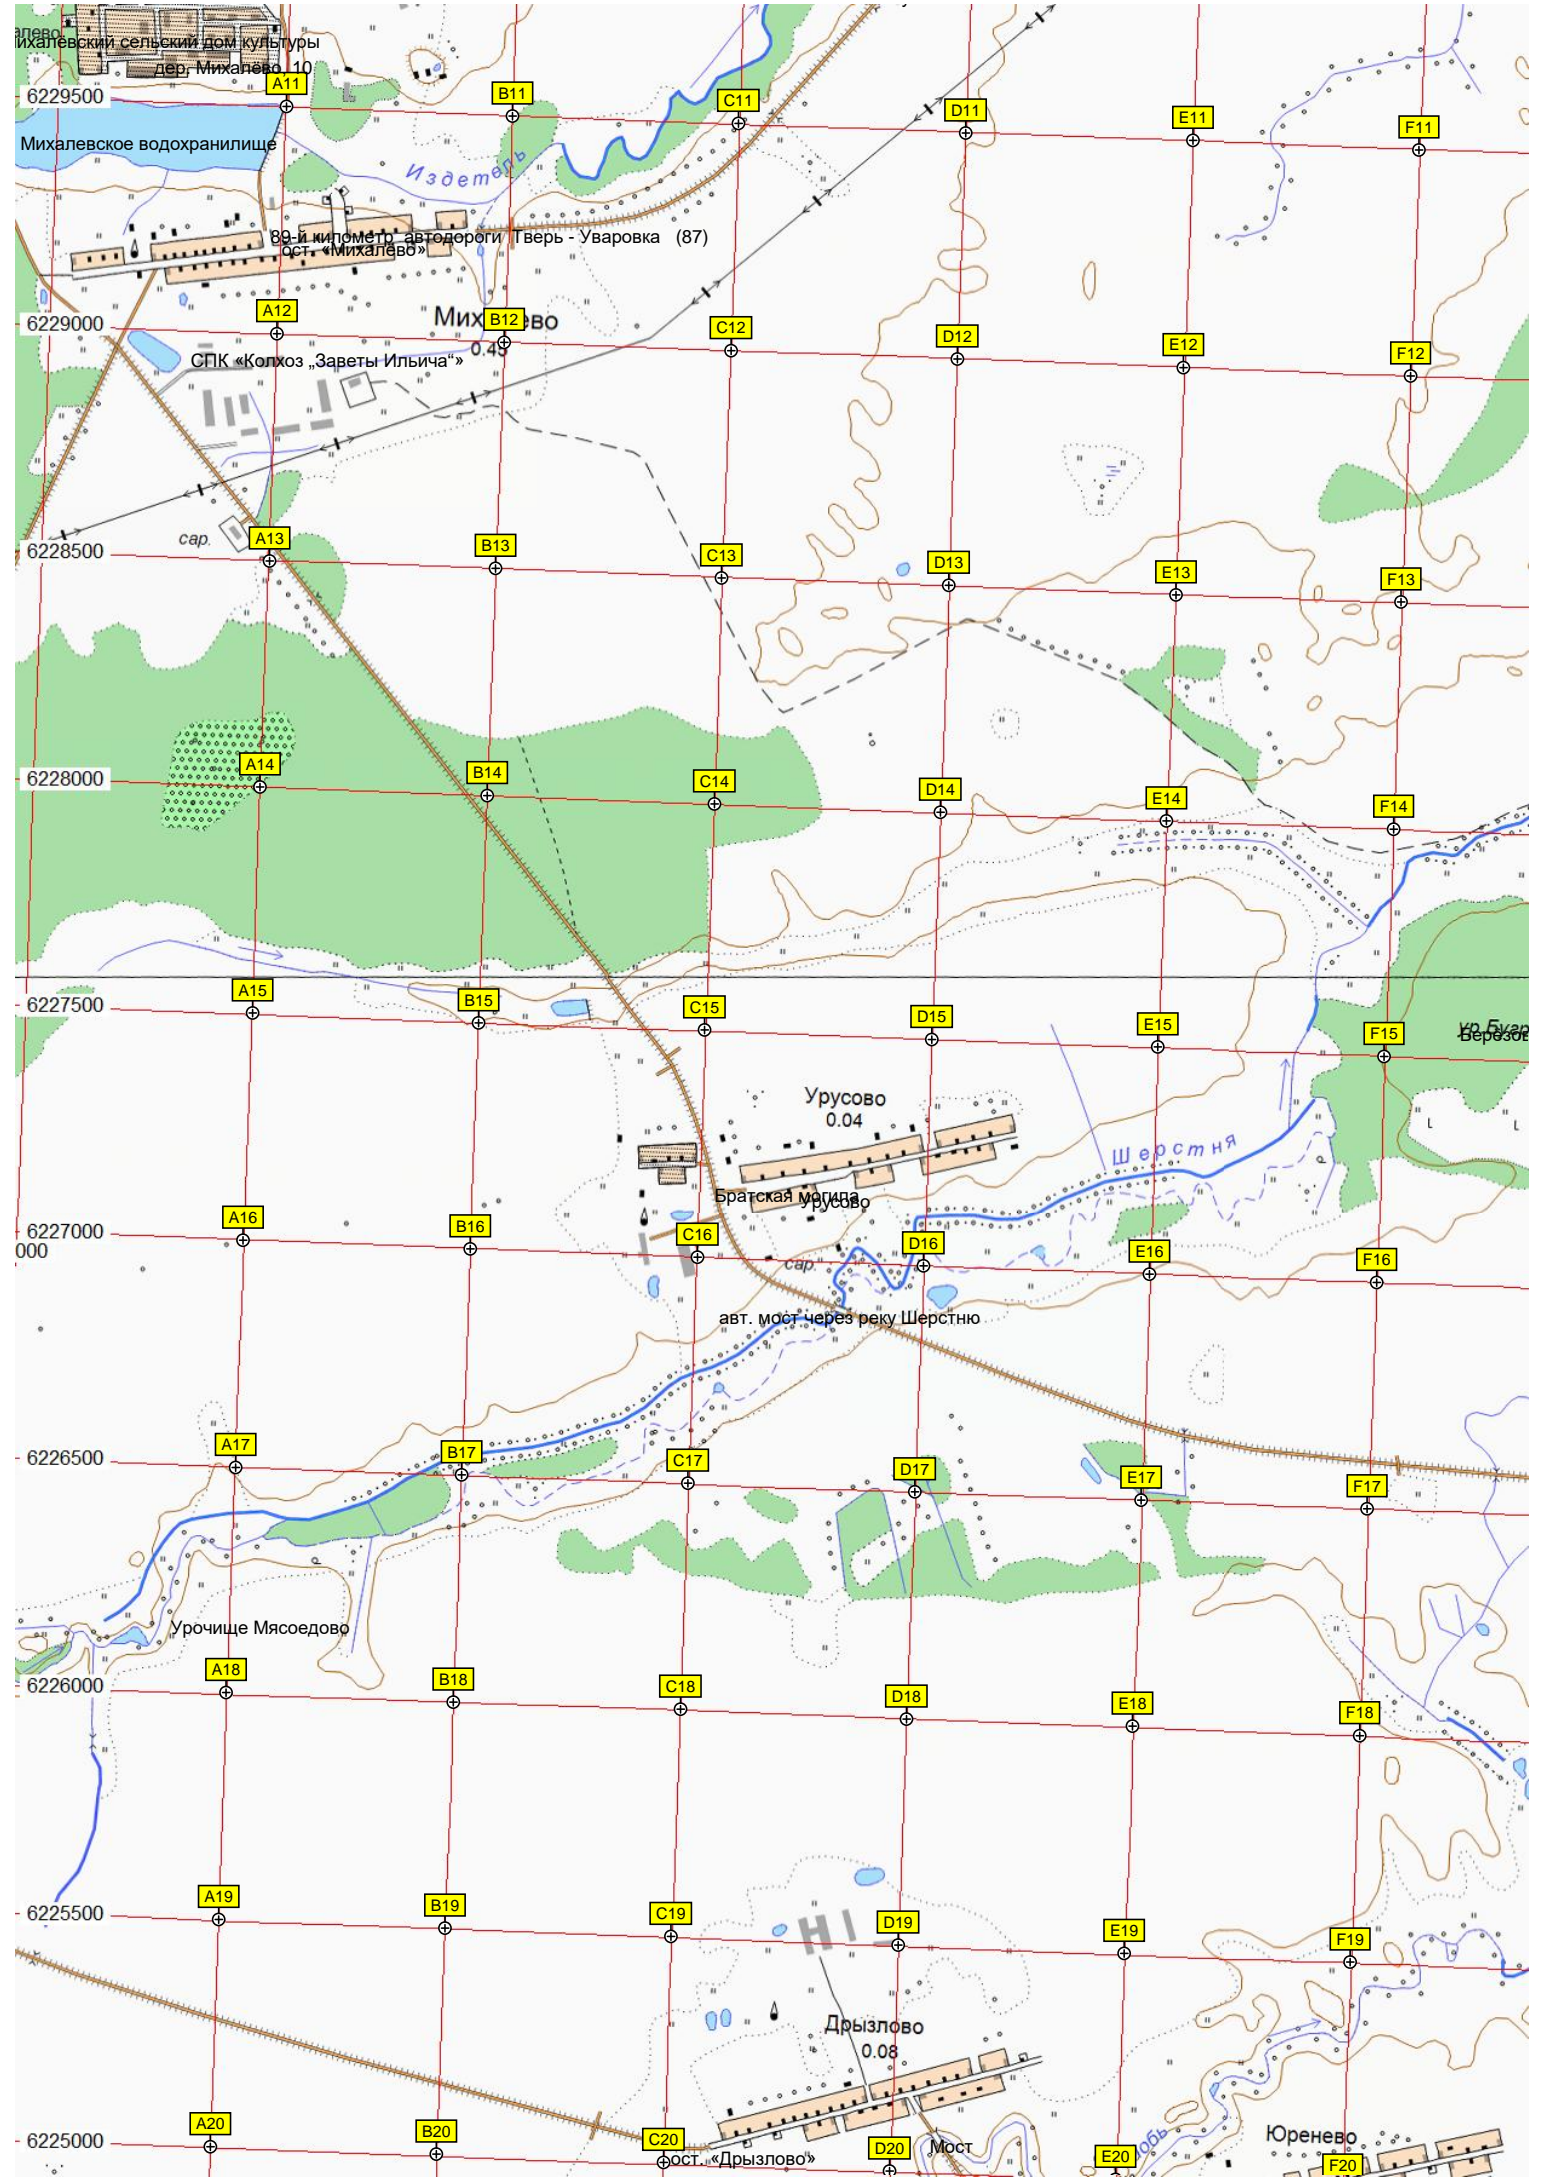 сельский дом культуры
дер. Михалёво, 10
A11
6229500
B11
C11
D11
E11
F11
Михалевское водохранилище
Издетель
89-й километр автодороги Тверь - Уваровка (87)
ост. «Михалёво»
A12
6229000
B12
C12
D12
E12
F12
0.45
СПК «Колхоз „Заветы Ильича“»
сар.
A13
6228500
B13
C13
D13
E13
F13
A14
6228000
B14
C14
D14
E14
F14
A15
6227500
B15
C15
D15
E15
F15
Урусово
0.04
Шерстня
Братская могила
Урусово
A16
6227000
000
B16
C16
D16
E16
F16
сар.
авт. мост через реку Шерстню
A17
6226500
B17
C17
D17
E17
F17
Урочище Мясоедово
A18
6226000
B18
C18
D18
E18
F18
A19
6225500
B19
C19
D19
E19
F19
Дрызлово
0.08
A20
6225000
B20
C20
ост. «Дрызлово»
D20
Мост
E20
Юренево
F20